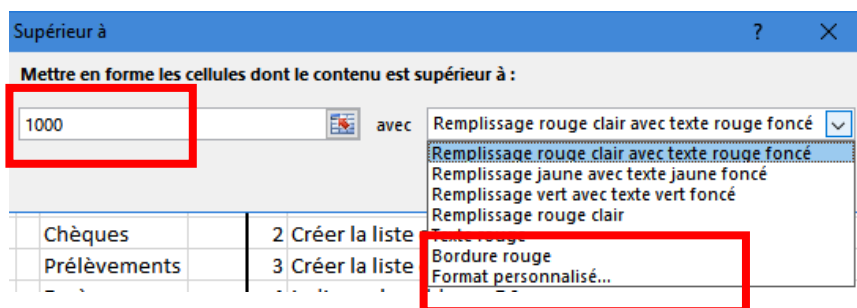 Supérieur à ?
Mettre en forme les cellules dont le contenu est supérieur à :
1000 avec Remplissage rouge clair avec texte rouge foncé
Remplissage rouge clair avec texte rouge foncé
Remplissage jaune avec texte jaune foncé
Remplissage vert avec texte vert foncé
Remplissage rouge clair
Texte rouge
Bordure rouge
Format personnalisé...
Chèques 2 Créer la liste
Prélèvements 3 Créer la liste